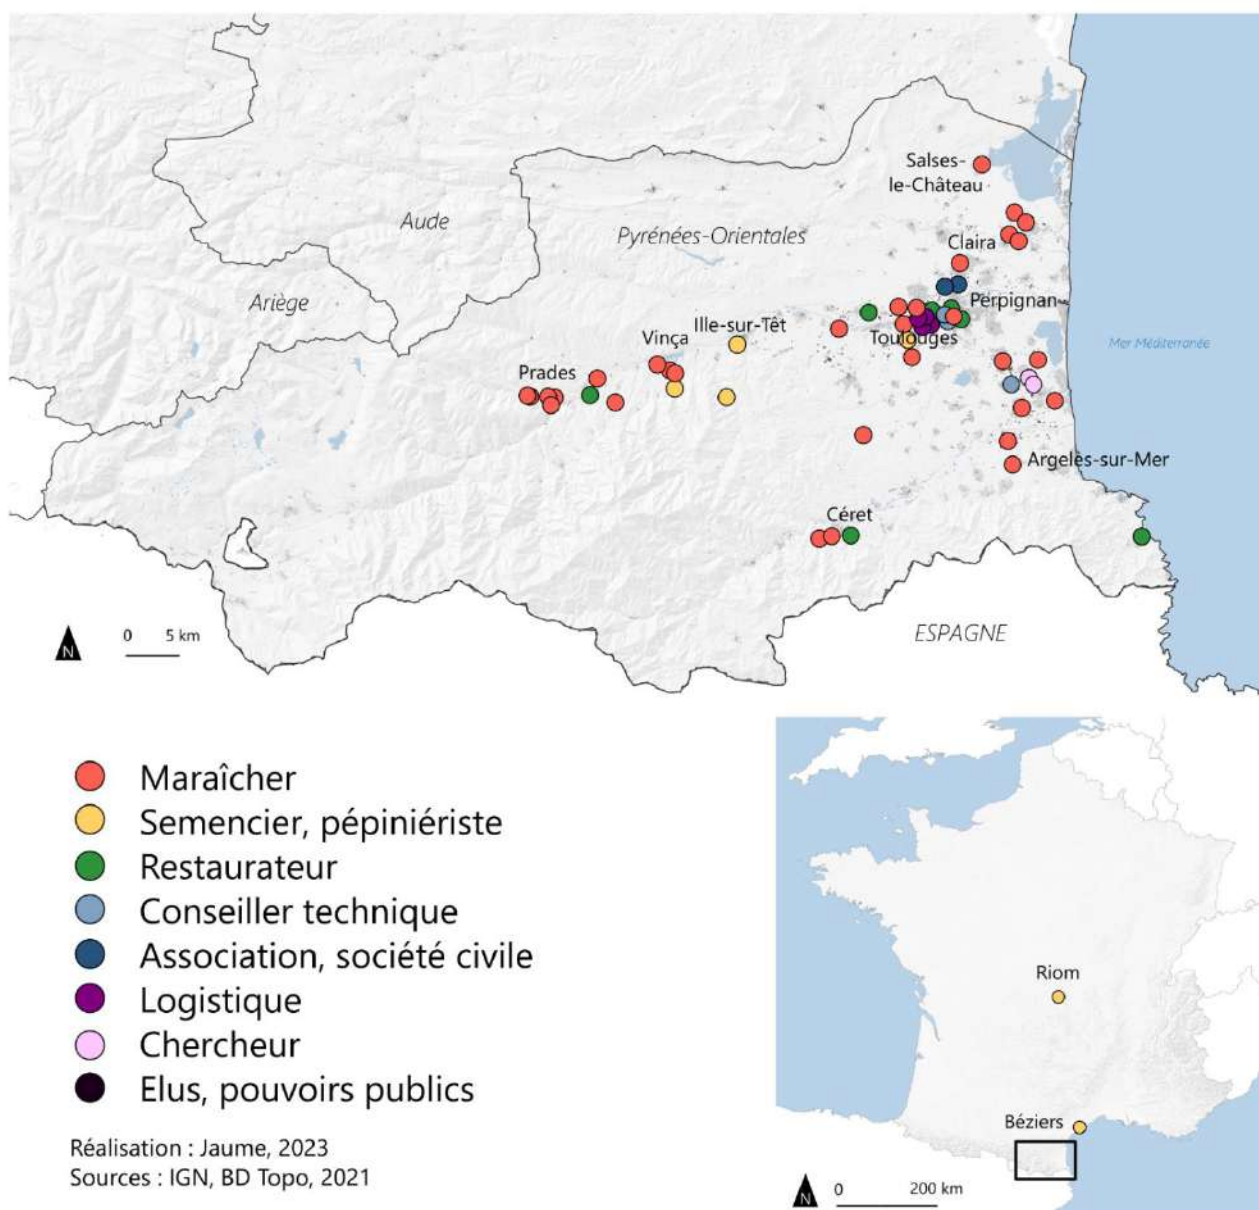 Salses-
le-Château
Aude
Pyrénées-Orientales
Claira
Ariège
Perpignan
Ille-sur-Têt
Vinça
Toulouges
Mer Méditerranée
Prades
Argelès-sur-Mer
Céret
N
0 5 km
ESPAGNE
Maraîcher
Semencier, pépiniériste
Restaurateur
Conseiller technique
Association, société civile
Logistique
Chercheur
Elus, pouvoirs publics
Réalisation : Jaume, 2023
Sources : IGN, BD Topo, 2021
Riom
Béziers
N
0 200 km